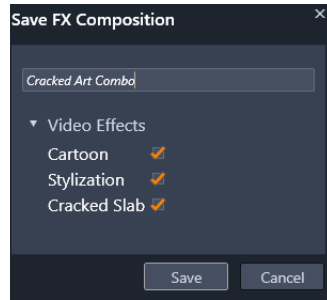 Save FX Composition
Cracked Art Combo
Video Effects
Cartoon
Stylization
Cracked Slab
Save
Cancel